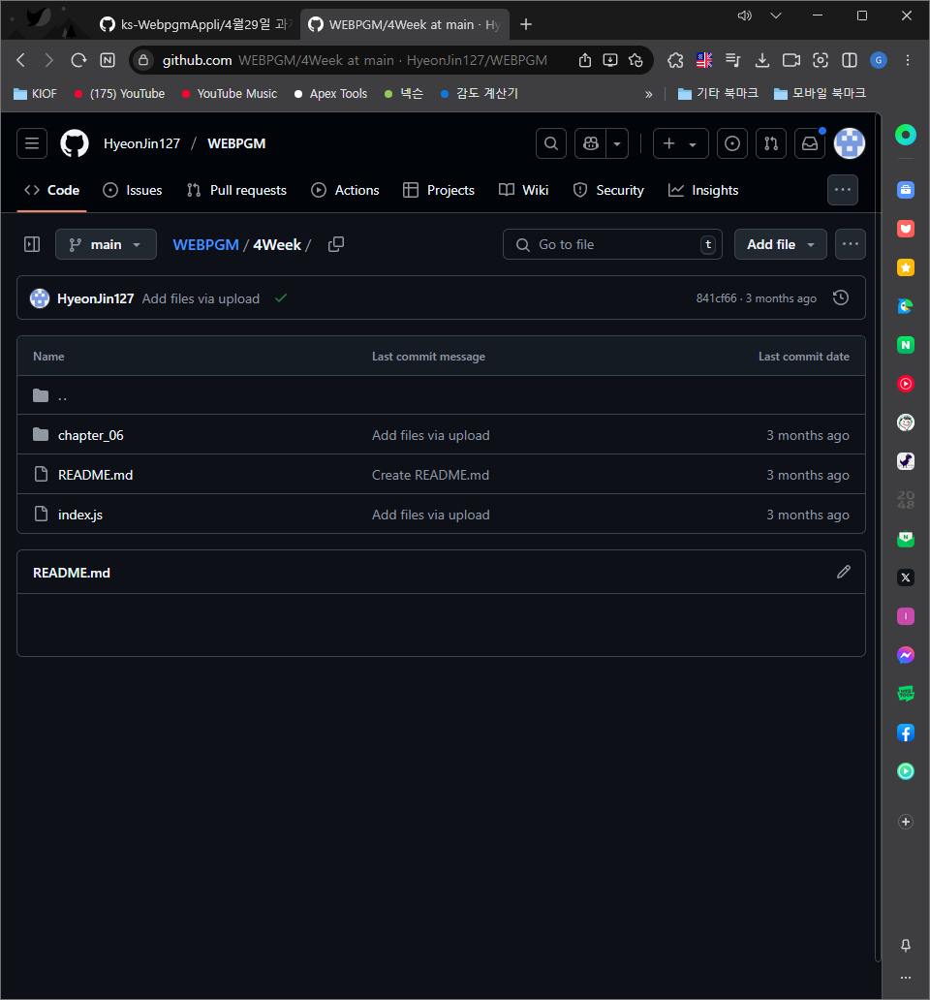 ks-WebpgmAppli/4월29일 과
WEBPGM/4Week at main · Hy
github.com WEBPGM/4Week at main · HyeonJin127/WEBPGM
G
KIOF
(175) YouTube
YouTube Music
Apex Tools
넥슨
감도 계산기
»
기타 북마크
모바일 북마크
HyeonJin127 / WEBPGM
Code
Issues
Pull requests
Actions
Projects
Wiki
Security
Insights
main
WEBPGM / 4Week /
Go to file
t
Add file
HyeonJin127 Add files via upload
841cf66 · 3 months ago
Name Last commit message Last commit date
..
chapter_06 Add files via upload 3 months ago
README.md Create README.md 3 months ago
index.js Add files via upload 3 months ago
README.md
N
2048
N
I